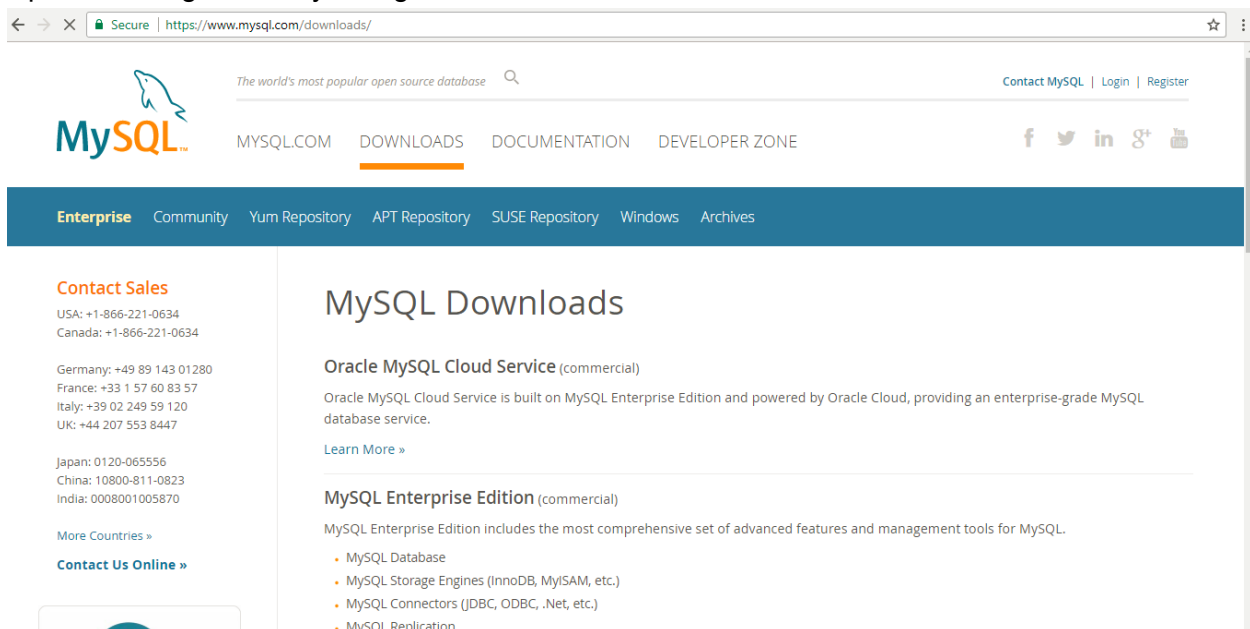 Secure | https://www.mysql.com/downloads/
The world's most popular open source database
Contact MySQL | Login | Register
MySQL™
MYSQL.COM DOWNLOADS DOCUMENTATION DEVELOPER ZONE
Enterprise Community Yum Repository APT Repository SUSE Repository Windows Archives
Contact Sales
USA: +1-866-221-0634
Canada: +1-866-221-0634
Germany: +49 89 143 01280
France: +33 1 57 60 83 57
Italy: +39 02 249 59 120
UK: +44 207 553 8447
Japan: 0120-065556
China: 10800-811-0823
India: 0008001005870
More Countries »
Contact Us Online »
MySQL Downloads
Oracle MySQL Cloud Service (commercial)
Oracle MySQL Cloud Service is built on MySQL Enterprise Edition and powered by Oracle Cloud, providing an enterprise-grade MySQL
database service.
Learn More »
MySQL Enterprise Edition (commercial)
MySQL Enterprise Edition includes the most comprehensive set of advanced features and management tools for MySQL.
• MySQL Database
• MySQL Storage Engines (InnoDB, MyISAM, etc.)
• MySQL Connectors (JDBC, ODBC, .Net, etc.)
• MySQL Replication